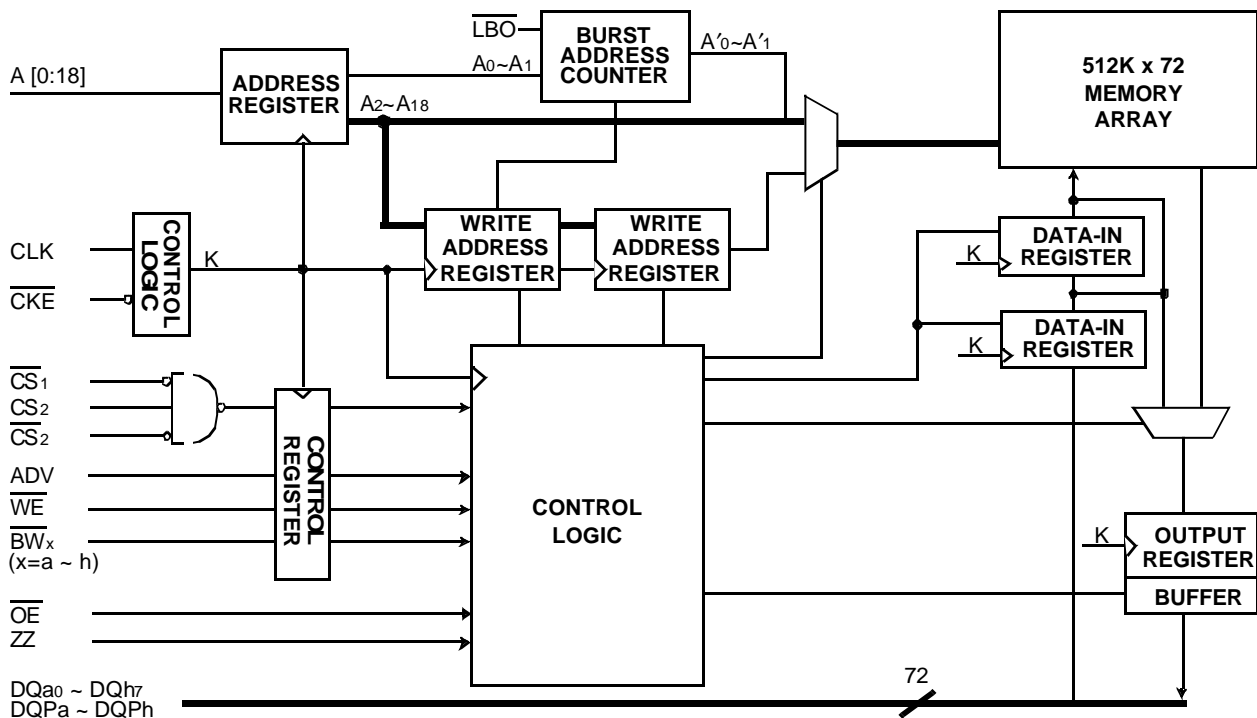 LBO
BURST
ADDRESS
COUNTER
A′0~A′1
512K x 72
MEMORY
ARRAY
A [0:18]
ADDRESS
REGISTER
A0~A1
A2~A18
WRITE
ADDRESS
REGISTER
WRITE
ADDRESS
REGISTER
DATA-IN
REGISTER
K
DATA-IN
REGISTER
K
CLK
CKE
CONTROL
LOGIC
K
CS1
CS2
CS2
ADV
WE
BWx
(x=a ~ h)
CONTROL
REGISTER
CONTROL
LOGIC
K
OUTPUT
REGISTER
BUFFER
OE
ZZ
DQa0 ~ DQh7
DQPa ~ DQPh
72